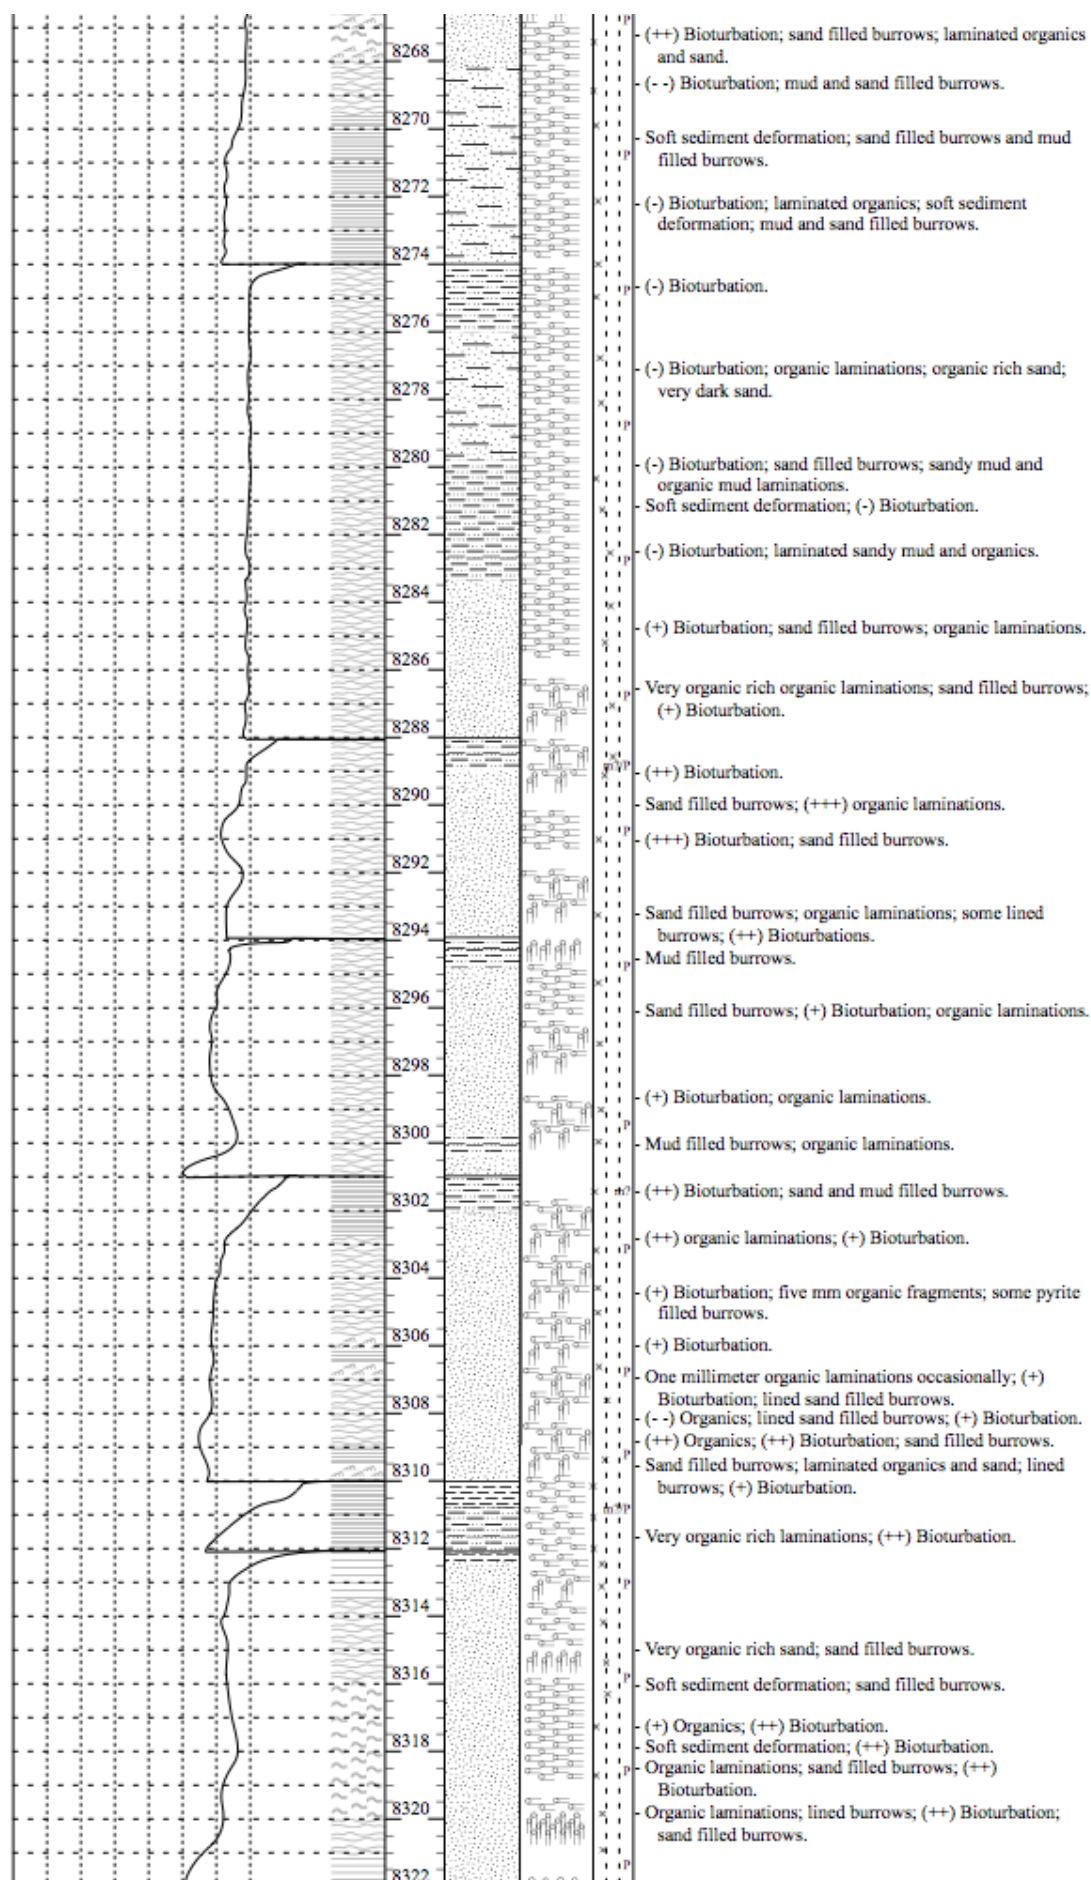 (++) Bioturbation; sand filled burrows; laminated organics
and sand.
8268
(- -) Bioturbation; mud and sand filled burrows.
8270
Soft sediment deformation; sand filled burrows and mud
filled burrows.
8272
(-) Bioturbation; laminated organics; soft sediment
deformation; mud and sand filled burrows.
8274
(-) Bioturbation.
8276
(-) Bioturbation; organic laminations; organic rich sand;
very dark sand.
8278
8280
(-) Bioturbation; sand filled burrows; sandy mud and
organic mud laminations.
Soft sediment deformation; (-) Bioturbation.
8282
(-) Bioturbation; laminated sandy mud and organics.
8284
(+) Bioturbation; sand filled burrows; organic laminations.
8286
Very organic rich organic laminations; sand filled burrows;
(+) Bioturbation.
8288
(++) Bioturbation.
8290
Sand filled burrows; (+++) organic laminations.
(+++) Bioturbation; sand filled burrows.
8292
Sand filled burrows; organic laminations; some lined
burrows; (++) Bioturbations.
8294
Mud filled burrows.
8296
Sand filled burrows; (+) Bioturbation; organic laminations.
8298
(+) Bioturbation; organic laminations.
8300
Mud filled burrows; organic laminations.
8302
(++) Bioturbation; sand and mud filled burrows.
(++) organic laminations; (+) Bioturbation.
8304
(+) Bioturbation; five mm organic fragments; some pyrite
filled burrows.
8306
(+) Bioturbation.
One millimeter organic laminations occasionally; (+)
Bioturbation; lined sand filled burrows.
8308
(- -) Organics; lined sand filled burrows; (+) Bioturbation.
(++) Organics; (++) Bioturbation; sand filled burrows.
8310
Sand filled burrows; laminated organics and sand; lined
burrows; (+) Bioturbation.
8312
Very organic rich laminations; (++) Bioturbation.
8314
Very organic rich sand; sand filled burrows.
8316
Soft sediment deformation; sand filled burrows.
(+) Organics; (++) Bioturbation.
8318
Soft sediment deformation; (++) Bioturbation.
Organic laminations; sand filled burrows; (++)
Bioturbation.
8320
Organic laminations; lined burrows; (++) Bioturbation;
sand filled burrows.
8322